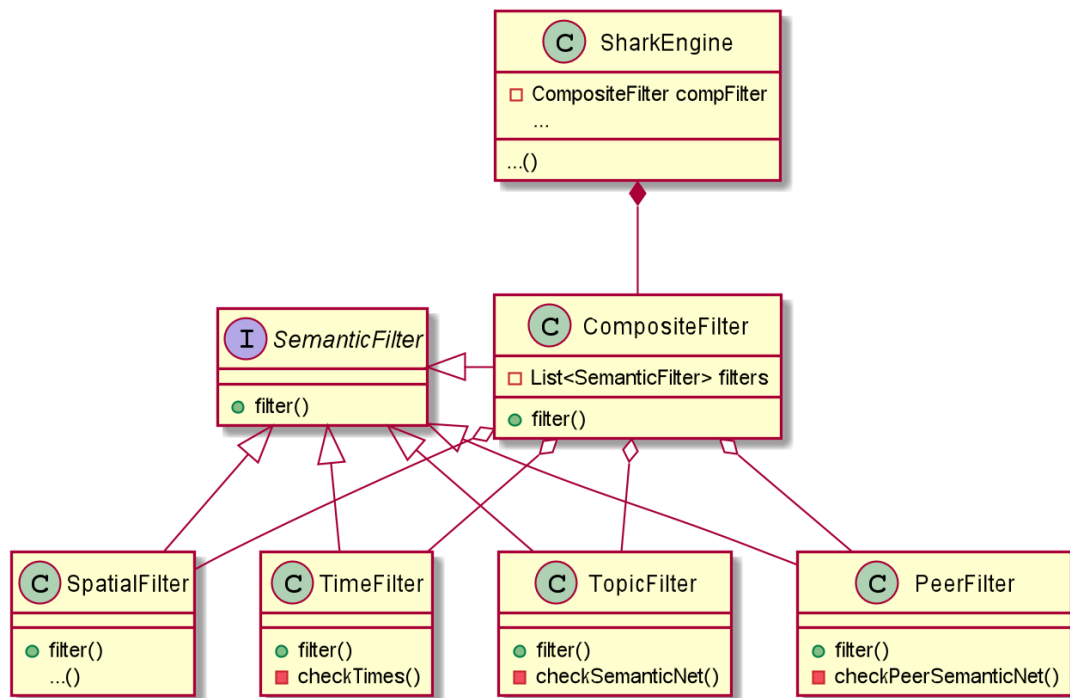 C SharkEngine
CompositeFilter compFilter
...
...()
I SemanticFilter
filter()
C CompositeFilter
List<SemanticFilter> filters
filter()
C SpatialFilter
filter()
...()
C TimeFilter
filter()
checkTimes()
C TopicFilter
filter()
checkSemanticNet()
C PeerFilter
filter()
checkPeerSemanticNet()